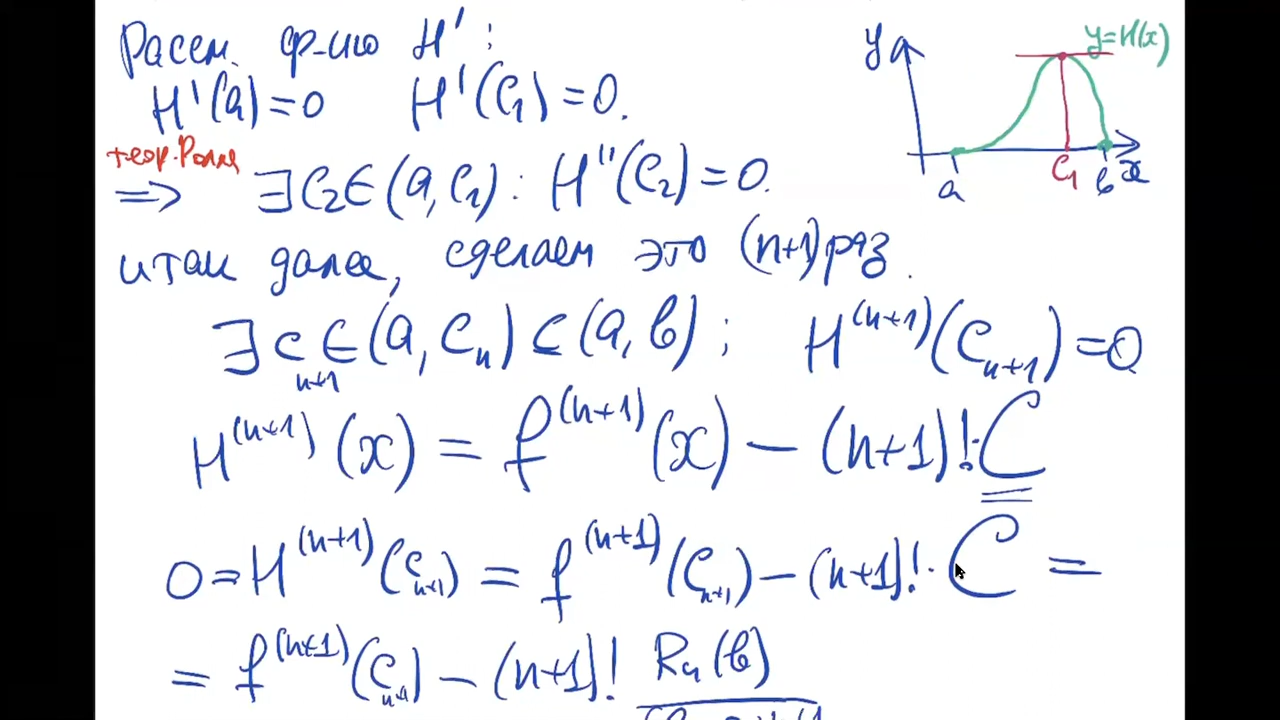 Рассм. ф-ию H':
H'(a)=0 H'(C₁)=0.
теор. Ролля
⟹ ∃C₂∈(a,C₁): H''(C₂)=0.
и так далее, сделаем это (n+1) раз.
∃ c_{n+1} ∈ (a, C_n) ⊂ (a, b): H^{(n+1)}(C_{n+1})=0
H^{(n+1)}(x) = f^{(n+1)}(x) − (n+1)!·C
0=H^{(n+1)}(C_{n+1}) = f^{(n+1)}(C_{n+1}) − (n+1)!·C =
= f^{(n+1)}(C_{n+1}) − (n+1)! R_n(b)
y
y=H(x)
a C₁ b x